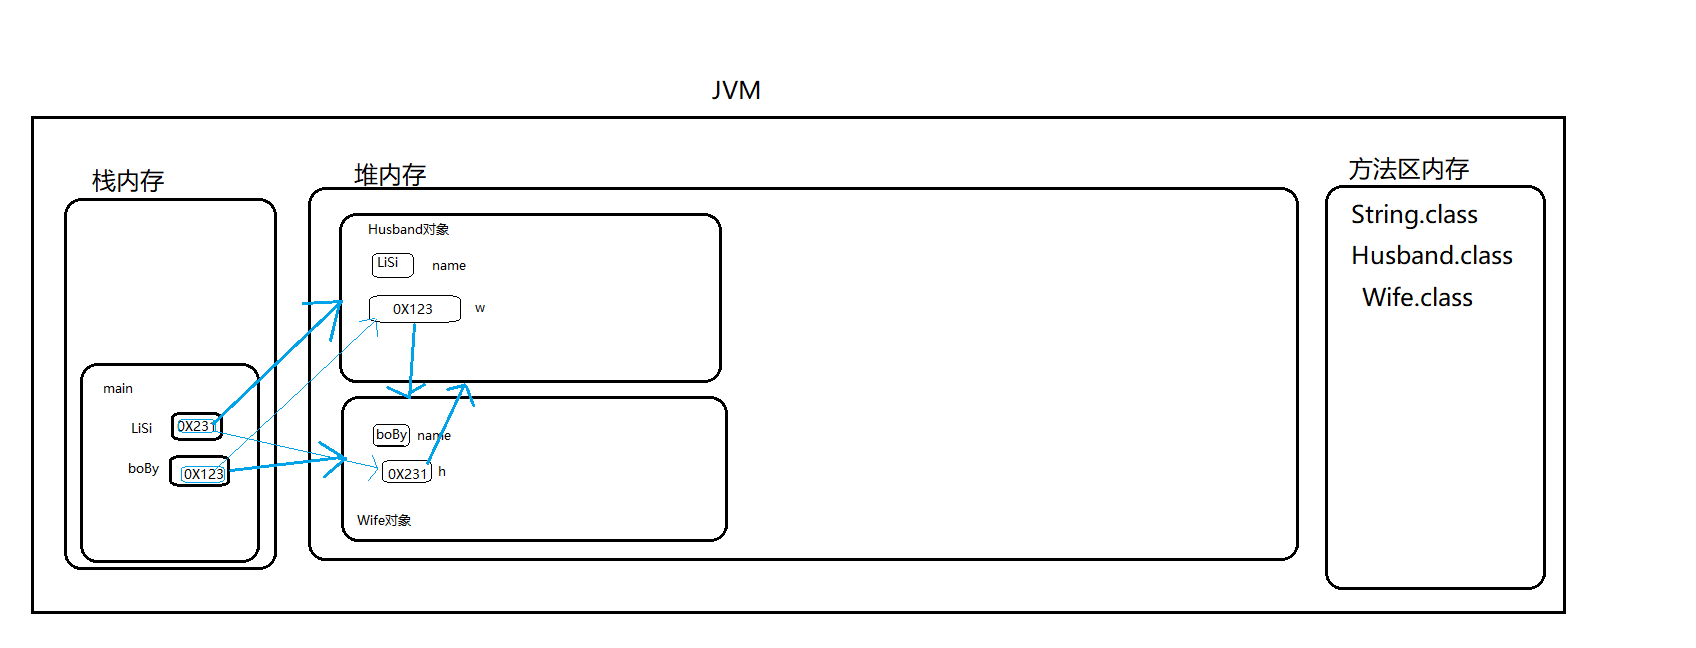 JVM
栈内存
堆内存
方法区内存
String.class
Husband.class
Wife.class
Husband对象
LiSi name
0X123 w
main
LiSi 0X231
boBy 0X123
boBy name
0X231 h
Wife对象